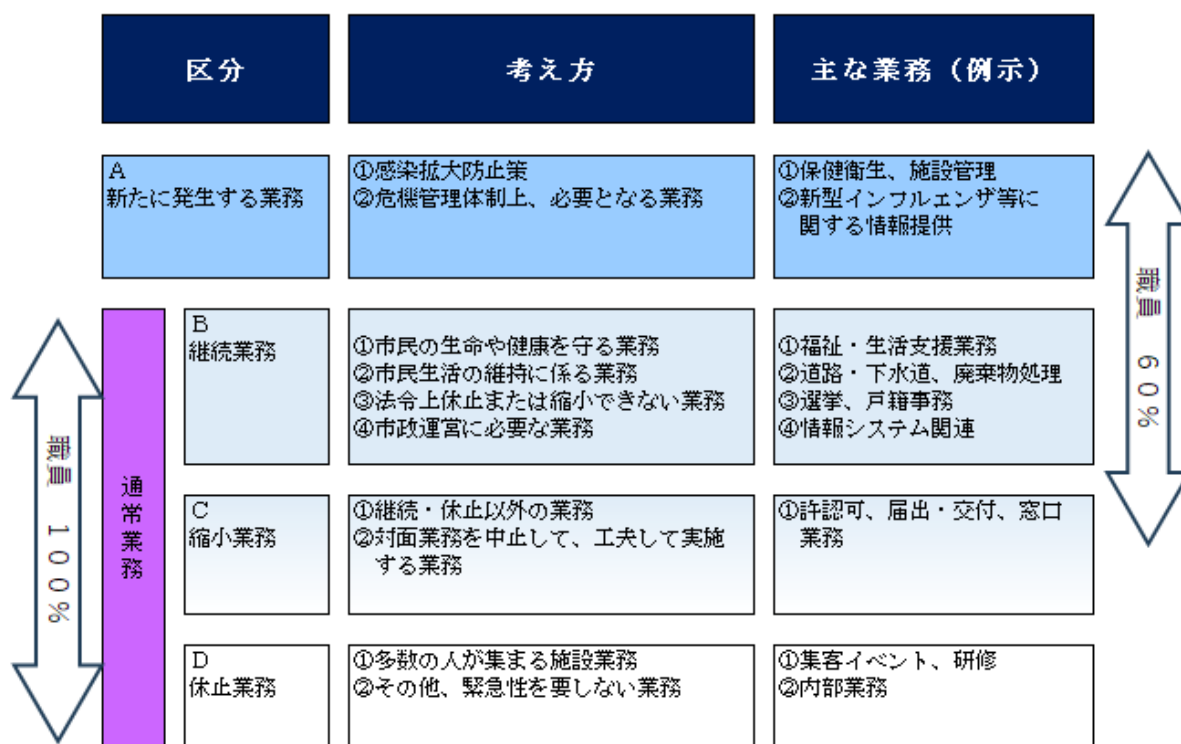 区分
考え方
主な業務（例示）
A
新たに発生する業務
①感染拡大防止策
②危機管理体制上、必要となる業務
①保健衛生、施設管理
②新型インフルエンザ等に
関する情報提供
職員 60%
職員 100%
通常業務
B
継続業務
①市民の生命や健康を守る業務
②市民生活の維持に係る業務
③法令上休止または縮小できない業務
④市政運営に必要な業務
①福祉・生活支援業務
②道路・下水道、廃棄物処理
③選挙、戸籍事務
④情報システム関連
C
縮小業務
①継続・休止以外の業務
②対面業務を中止して、工夫して実施
する業務
①許認可、届出・交付、窓口
業務
D
休止業務
①多数の人が集まる施設業務
②その他、緊急性を要しない業務
①集客イベント、研修
②内部業務